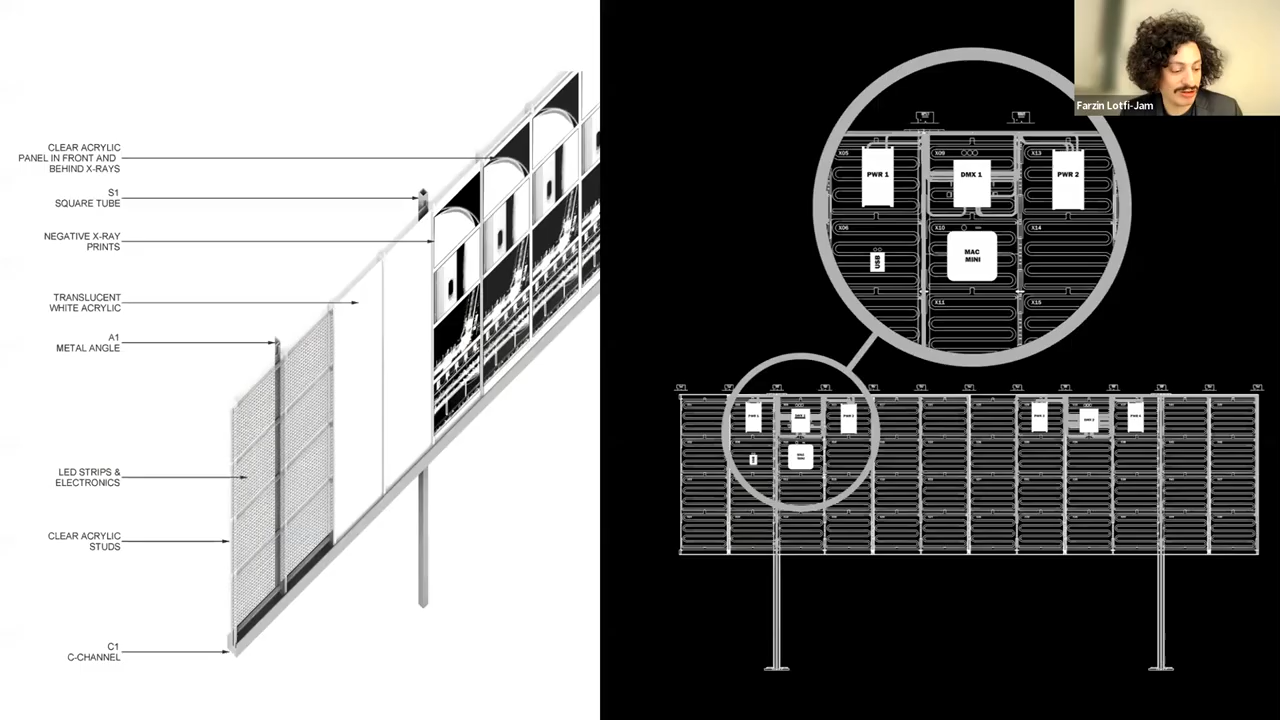 CLEAR ACRYLIC
PANEL IN FRONT AND
BEHIND X-RAYS
S1
SQUARE TUBE
NEGATIVE X-RAY
PRINTS
TRANSLUCENT
WHITE ACRYLIC
A1
METAL ANGLE
LED STRIPS &
ELECTRONICS
CLEAR ACRYLIC
STUDS
C1
C-CHANNEL
Farzin Lotfi-Jam
X05
X09
X13
PWR 1
DMX 1
PWR 2
X06
X10
X14
USB
MAC
MINI
X11
X15